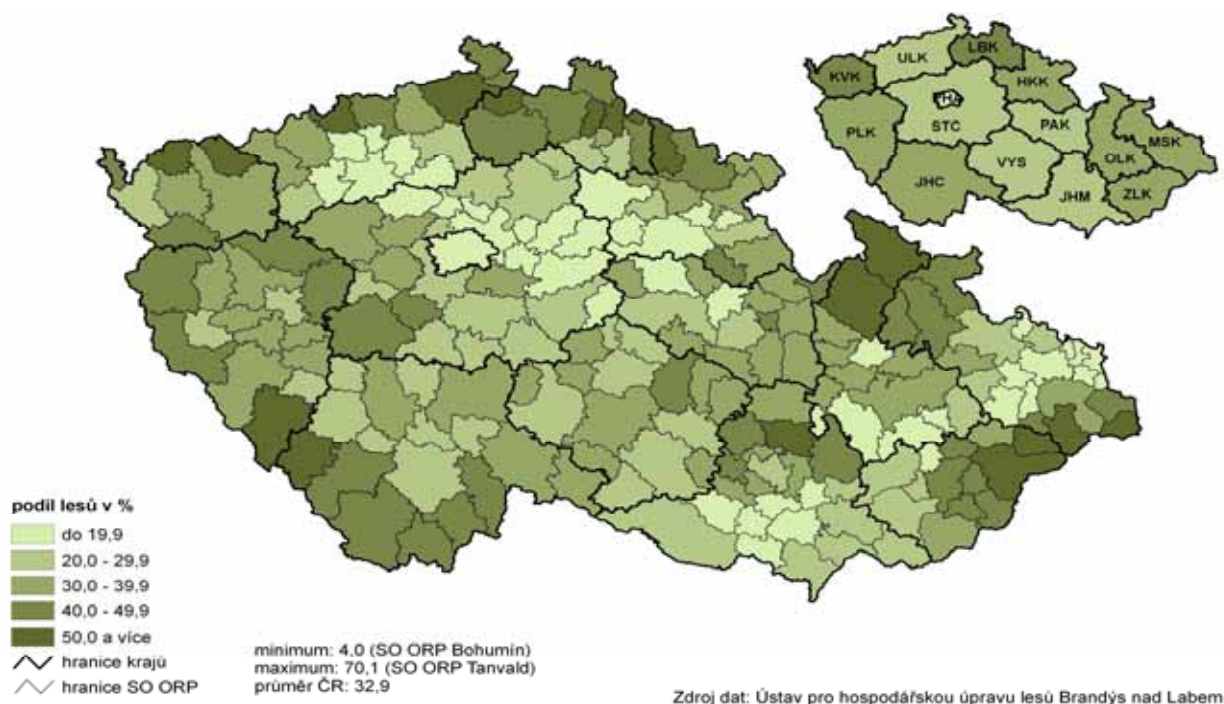 LBK
ULK
KVK
HKK
PHA
STC
PAK
PLK
MSK
OLK
VYS
JHC
ZLK
JHM
podíl lesů v %
do 19,9
20,0 - 29,9
30,0 - 39,9
40,0 - 49,9
50,0 a více
hranice krajů
hranice SO ORP
minimum: 4,0 (SO ORP Bohumín)
maximum: 70,1 (SO ORP Tanvald)
průměr ČR: 32,9
Zdroj dat: Ústav pro hospodářskou úpravu lesů Brandýs nad Labem